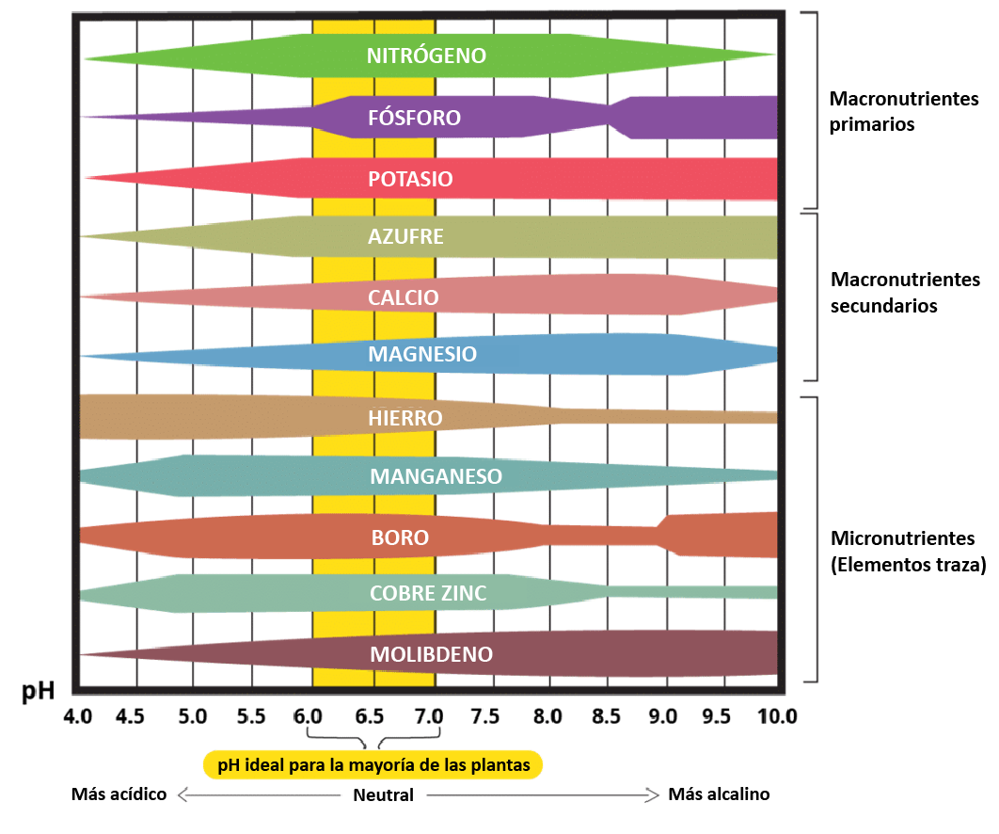 NITRÓGENO
FÓSFORO
POTASIO
Macronutrientes
primarios
AZUFRE
CALCIO
MAGNESIO
Macronutrientes
secundarios
HIERRO
MANGANESO
BORO
COBRE ZINC
MOLIBDENO
Micronutrientes
(Elementos traza)
pH
4.0 4.5 5.0 5.5 6.0 6.5 7.0 7.5 8.0 8.5 9.0 9.5 10.0
pH ideal para la mayoría de las plantas
Más acídico Neutral Más alcalino